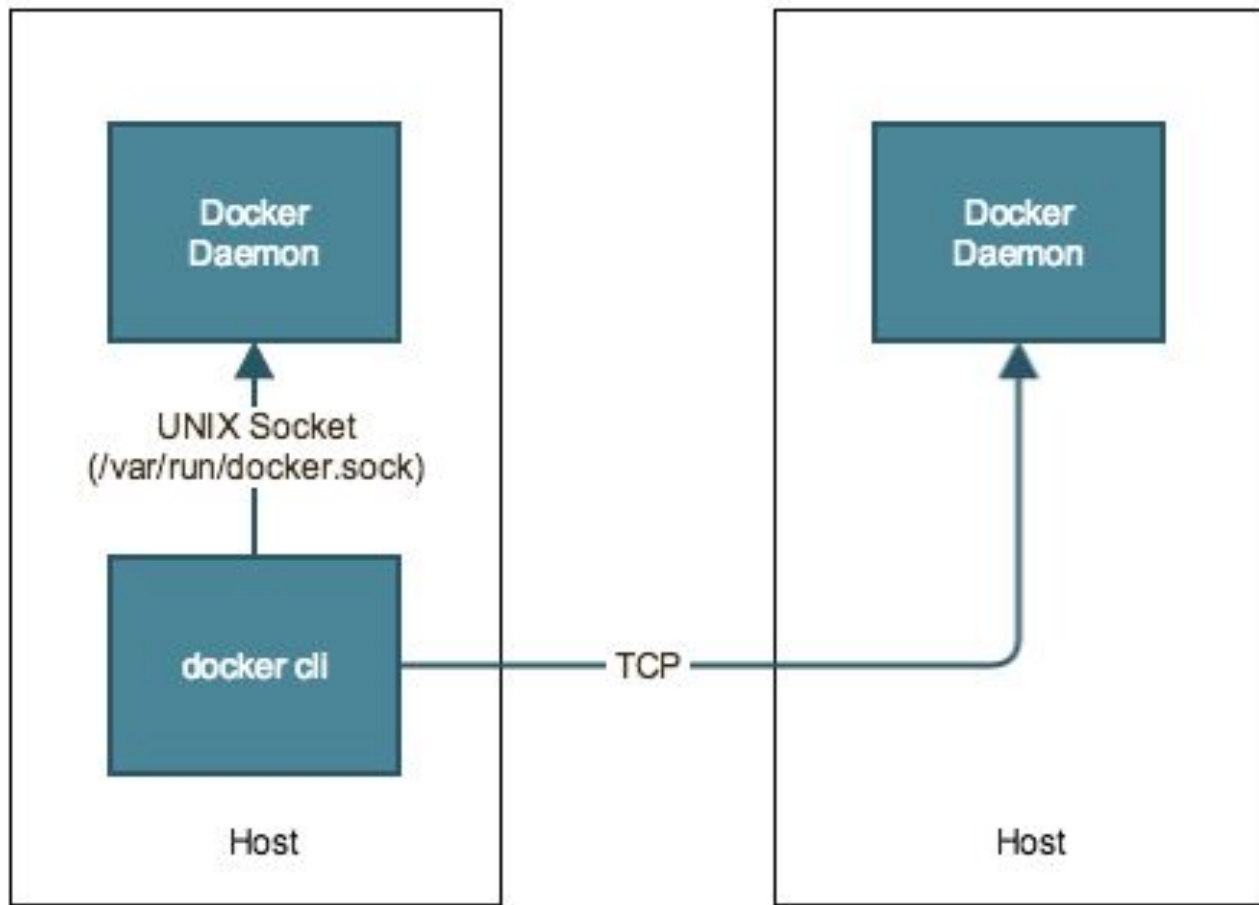 Docker
Daemon
UNIX Socket
(/var/run/docker.sock)
docker cli
Host
TCP
Docker
Daemon
Host